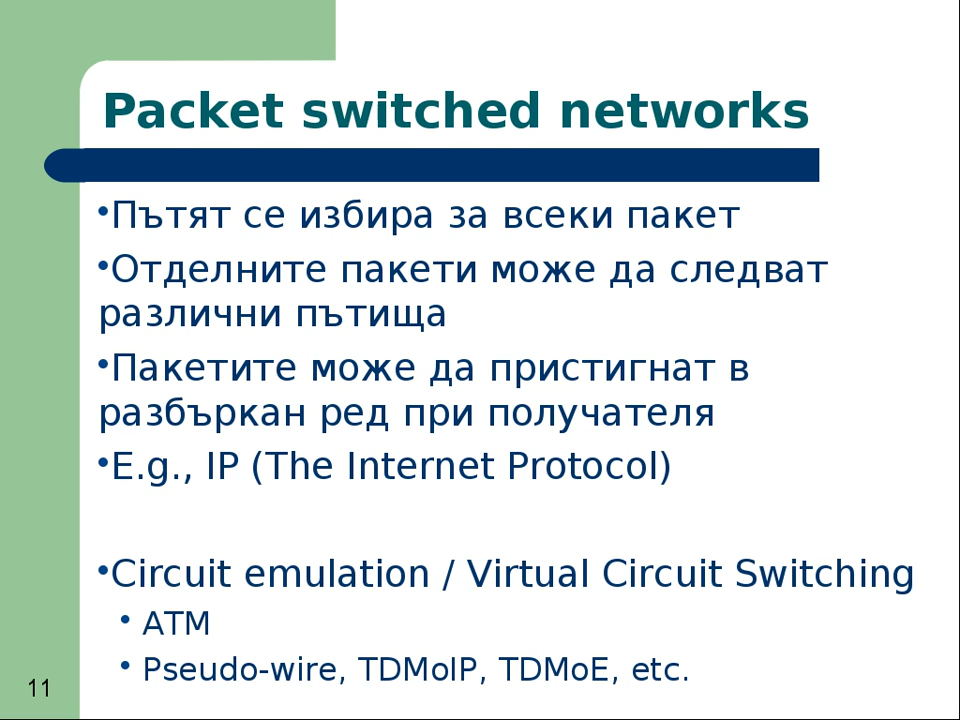 Packet switched networks
•Пътят се избира за всеки пакет
•Отделните пакети може да следват
различни пътища
•Пакетите може да пристигнат в
разбъркан ред при получателя
•E.g., IP (The Internet Protocol)
•Circuit emulation / Virtual Circuit Switching
• ATM
• Pseudo-wire, TDMoIP, TDMoE, etc.
11